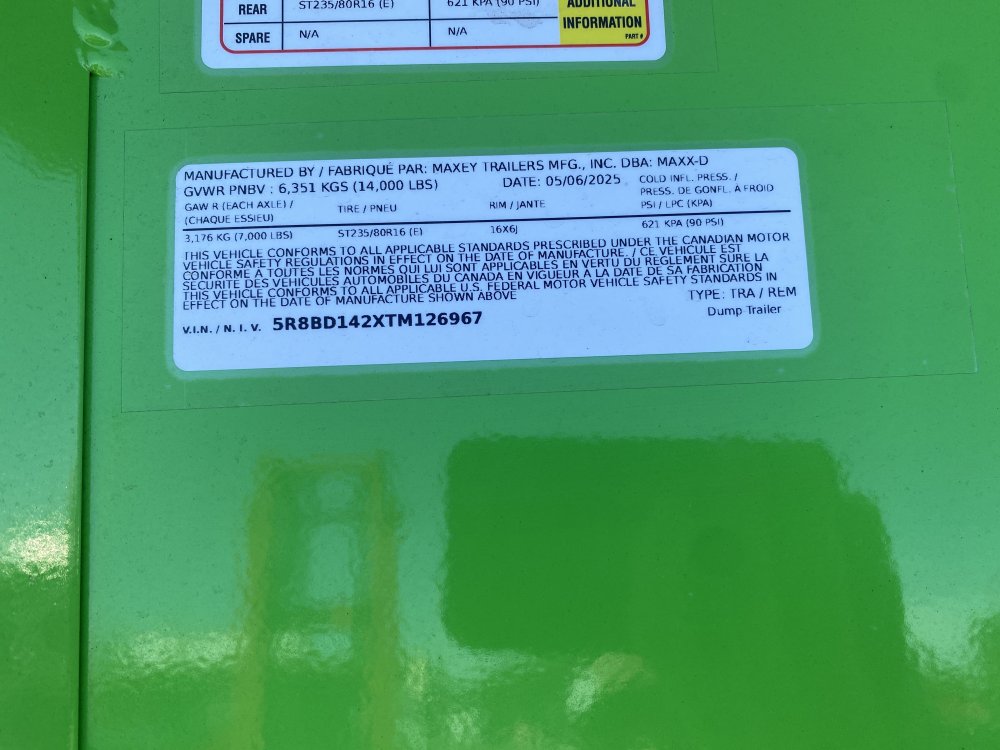 REAR ST235/80R16 (E) 621 KPA (90 PSI) ADDITIONAL
SPARE N/A N/A INFORMATION
PART #
MANUFACTURED BY / FABRIQUÉ PAR: MAXEY TRAILERS MFG., INC. DBA: MAXX-D
GVWR PNBV : 6,351 KGS (14,000 LBS) DATE: 05/06/2025 COLD INFL. PRESS. /
PRESS. DE GONFL. A FROID
GAW R (EACH AXLE) / TIRE / PNEU RIM / JANTE PSI / LPC (KPA)
(CHAQUE ESSIEU)
3,176 KG (7,000 LBS) ST235/80R16 (E) 16X6J 621 KPA (90 PSI)
THIS VEHICLE CONFORMS TO ALL APPLICABLE STANDARDS PRESCRIBED UNDER THE CANADIAN MOTOR
VEHICLE SAFETY REGULATIONS IN EFFECT ON THE DATE OF MANUFACTURE. / CE VEHICULE EST
CONFORME A TOUTES LES NORMES QUI LUI SONT APPLICABLES EN VERTU DU REGLEMENT SURE LA
SECURITE DES VEHICULES AUTOMOBILES DU CANADA EN VIGUEUR A LA DATE DE SA FABRICATION
THIS VEHICLE CONFORMS TO ALL APPLICABLE U.S. FEDERAL MOTOR VEHICLE SAFETY STANDARDS IN
EFFECT ON THE DATE OF MANUFACTURE SHOWN ABOVE
TYPE: TRA / REM
V.I.N. / N. I. V. 5R8BD142XTM126967 Dump Trailer